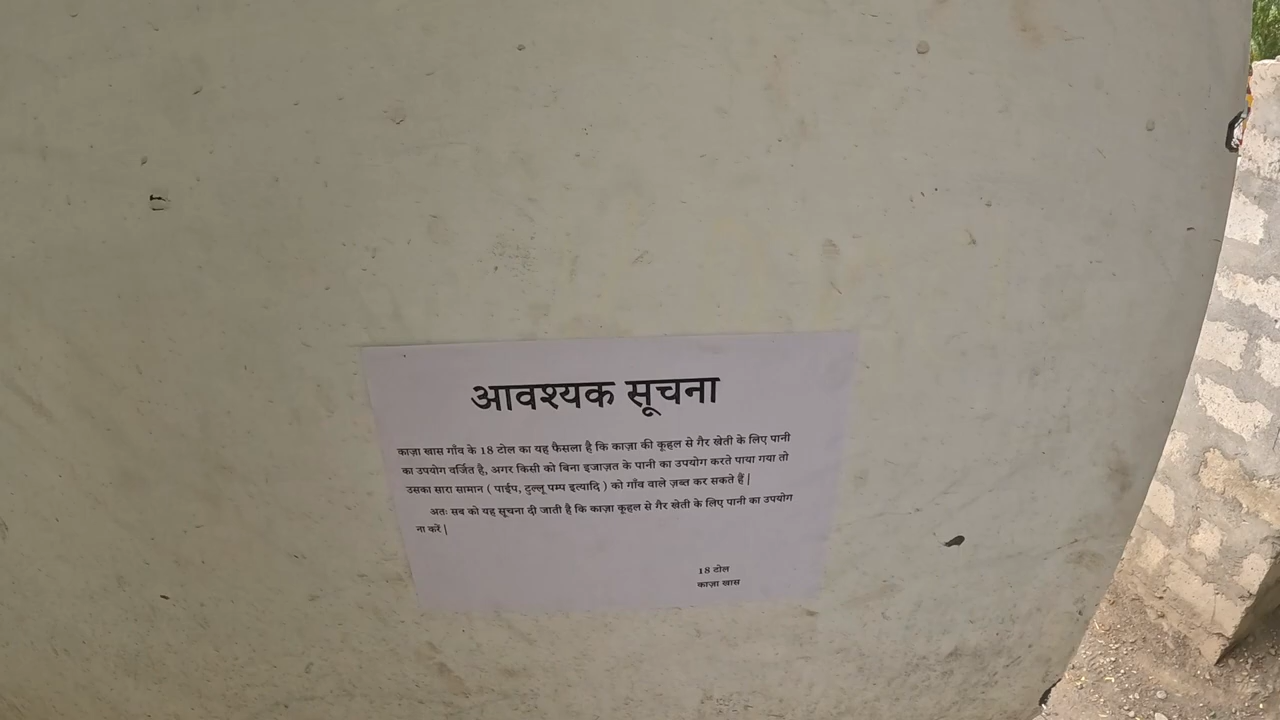 आवश्यक सूचना
काज़ा खास गाँव के 18 टोल का यह फैसला है कि काज़ा की कूहल से गैर खेती के लिए पानी
का उपयोग वर्जित है, अगर किसी को बिना इजाज़त के पानी का उपयोग करते पाया गया तो
उसका सारा सामान ( पाईप, टुल्लू पम्प इत्यादि ) को गाँव वाले ज़ब्त कर सकते हैं |
अतः सब को यह सूचना दी जाती है कि काज़ा कूहल से गैर खेती के लिए पानी का उपयोग
ना करें |
18 टोल
काज़ा खास